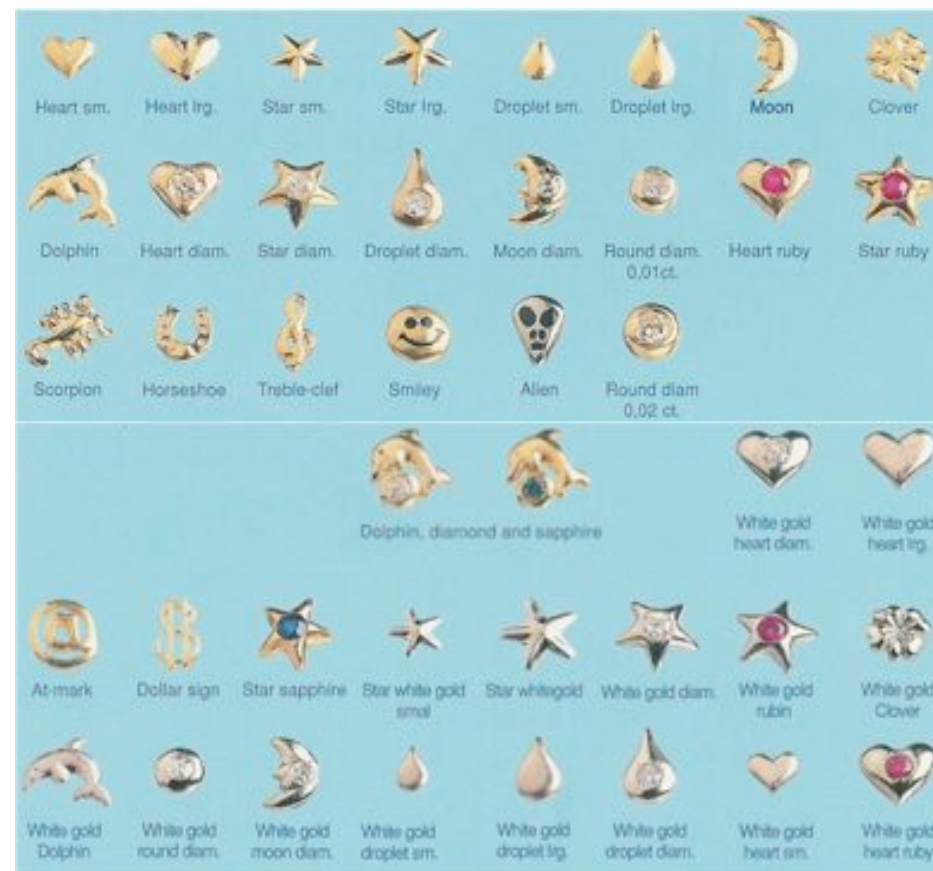 Heart sm. Heart lrg. Star sm. Star lrg. Droplet sm. Droplet lrg. Moon Clover
Dolphin Heart diam. Star diam. Droplet diam. Moon diam. Round diam. Heart ruby Star ruby
0,01ct.
Scorpion Horseshoe Treble-clef Smiley Alien Round diam
0,02 ct.
Dolphin, diamond and sapphire White gold White gold
heart diam. heart lrg.
At-mark Dollar sign Star sapphire Star white gold Star whitegold White gold diam. White gold White gold
smal rubin Clover
White gold White gold White gold White gold White gold White gold White gold White gold
Dolphin round diam. moon diam. droplet sm. droplet lrg. droplet diam. heart sm. heart ruby